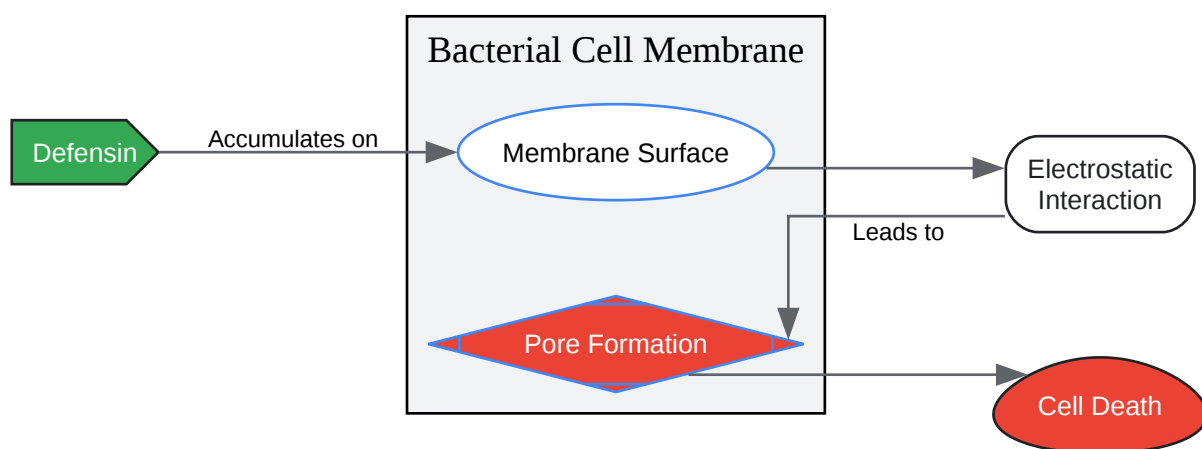 Bacterial Cell Membrane
Defensin
Accumulates on
Membrane Surface
Electrostatic
Interaction
Leads to
Pore Formation
Cell Death